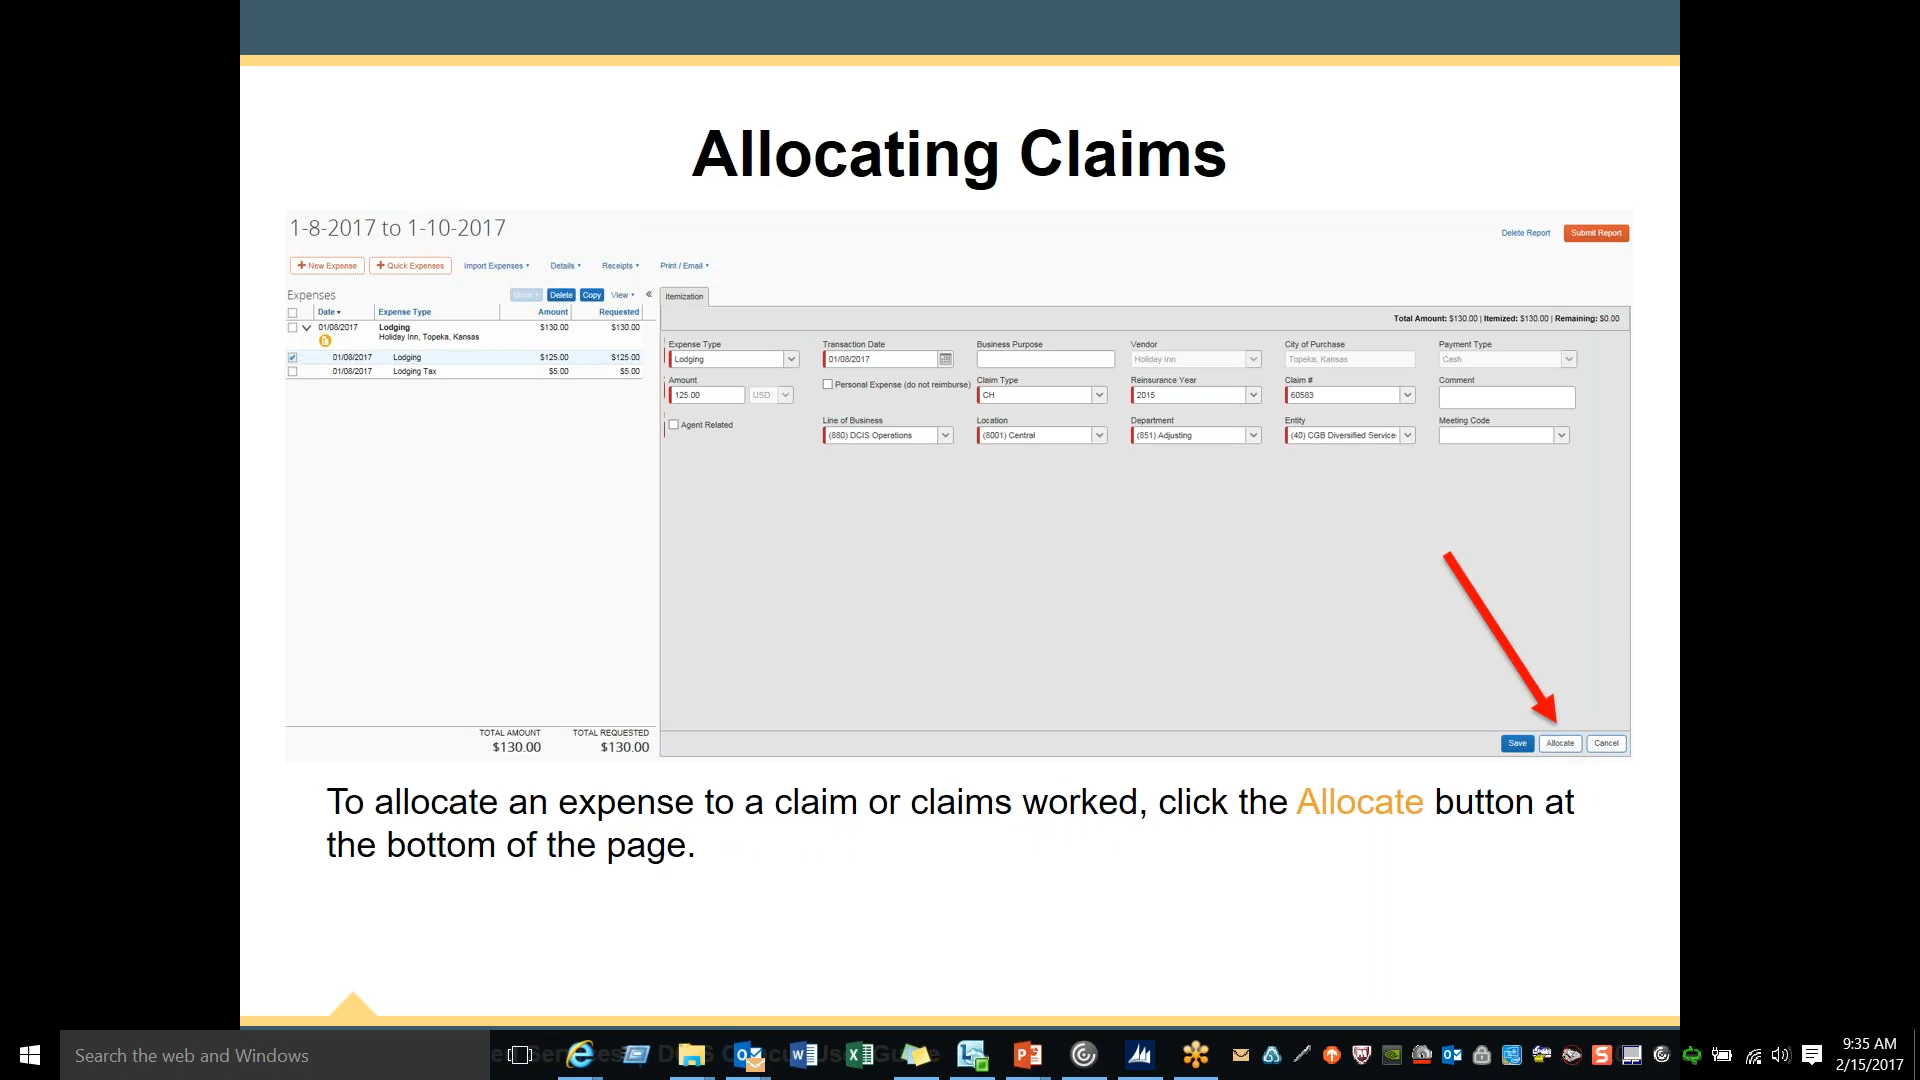 Allocating Claims
1-8-2017 to 1-10-2017
Delete Report Submit Report
+ New Expense + Quick Expenses Import Expenses Details Receipts Print / Email
Expenses Move Delete Copy View « Itemization
Date Expense Type Amount Requested
Total Amount: $130.00 | Itemized: $130.00 | Remaining: $0.00
01/08/2017 Lodging $130.00 $130.00
Holiday Inn, Topeka, Kansas
01/08/2017 Lodging $125.00 $125.00
01/08/2017 Lodging Tax $5.00 $5.00
Expense Type Transaction Date Business Purpose Vendor City of Purchase Payment Type
Lodging 01/08/2017 Holiday Inn Topeka, Kansas Cash
Amount Personal Expense (do not reimburse) Claim Type Reinsurance Year Claim # Comment
125.00 USD CH 2015 60583
Agent Related Line of Business Location Department Entity Meeting Code
(880) DCIS Operations (8001) Central (851) Adjusting (40) CGB Diversified Service
TOTAL AMOUNT TOTAL REQUESTED
$130.00 $130.00
Save Allocate Cancel
To allocate an expense to a claim or claims worked, click the Allocate button at
the bottom of the page.
Search the web and Windows
9:35 AM
2/15/2017